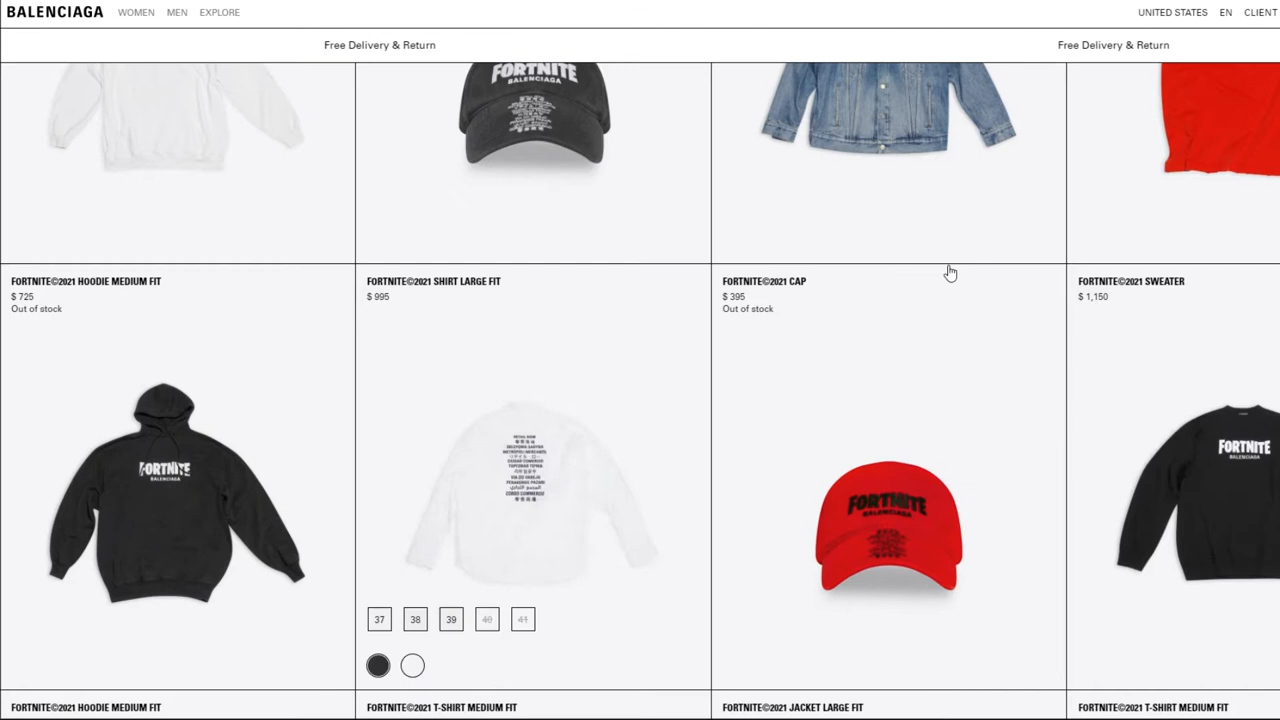 BALENCIAGA WOMEN MEN EXPLORE UNITED STATES EN CLIENT
Free Delivery & Return Free Delivery & Return
FORTNITE
BALENCIAGA
FORTNITE©2021 HOODIE MEDIUM FIT
$ 725
Out of stock
FORTNITE©2021 SHIRT LARGE FIT
$ 995
FORTNITE©2021 CAP
$ 395
Out of stock
FORTNITE©2021 SWEATER
$ 1,150
FORTNITE
BALENCIAGA
FORTNITE
BALENCIAGA
FORTNITE
BALENCIAGA
37 38 39 40 41
FORTNITE©2021 HOODIE MEDIUM FIT
FORTNITE©2021 T-SHIRT MEDIUM FIT
FORTNITE©2021 JACKET LARGE FIT
FORTNITE©2021 T-SHIRT MEDIUM FIT